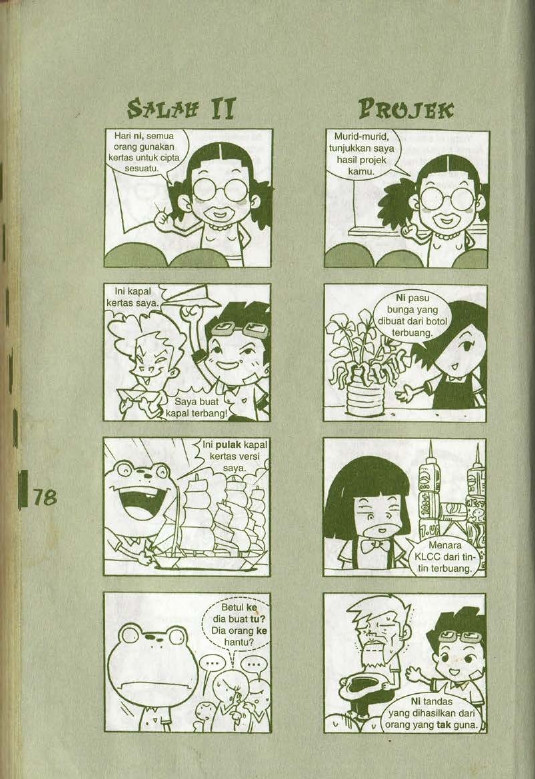 SALAH II
Hari ni, semua
orang gunakan
kertas untuk cipta
sesuatu.
Ini kapal
kertas saya.
Saya buat
kapal terbang!
Ini pulak kapal
kertas versi
saya.
Betul ke
dia buat tu?
Dia orang ke
hantu?
...
...
PROJEK
Murid-murid,
tunjukkan saya
hasil projek
kamu.
Ni pasu
bunga yang
dibuat dari botol
terbuang.
Menara
KLCC dari tin-
tin terbuang.
Ni tandas
yang dihasilkan dari
orang yang tak guna.
78